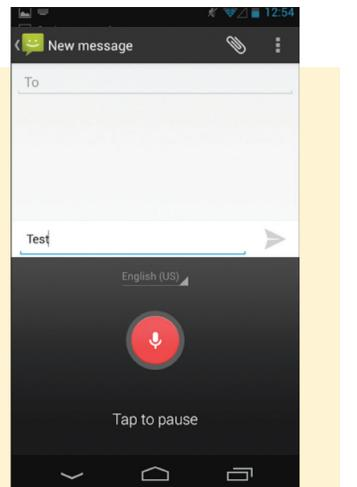 12:54
New message
To
Test
English (US)
Tap to pause